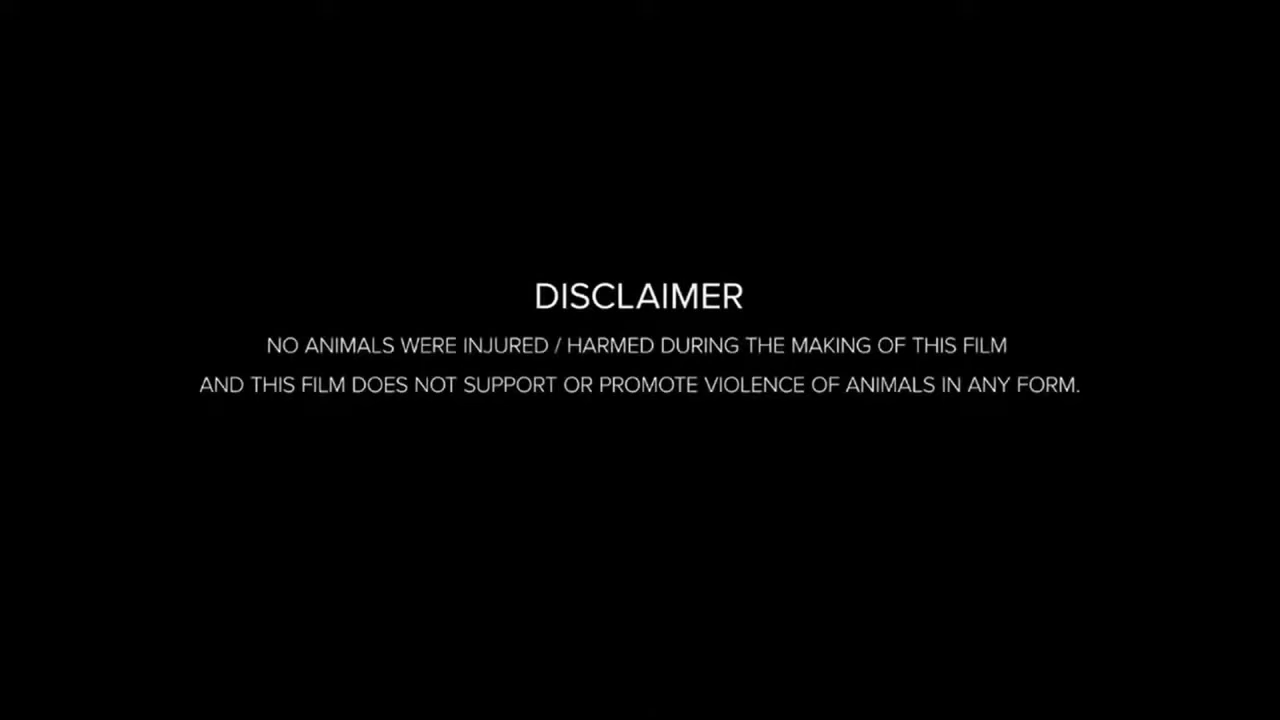 DISCLAIMER
NO ANIMALS WERE INJURED / HARMED DURING THE MAKING OF THIS FILM
AND THIS FILM DOES NOT SUPPORT OR PROMOTE VIOLENCE OF ANIMALS IN ANY FORM.